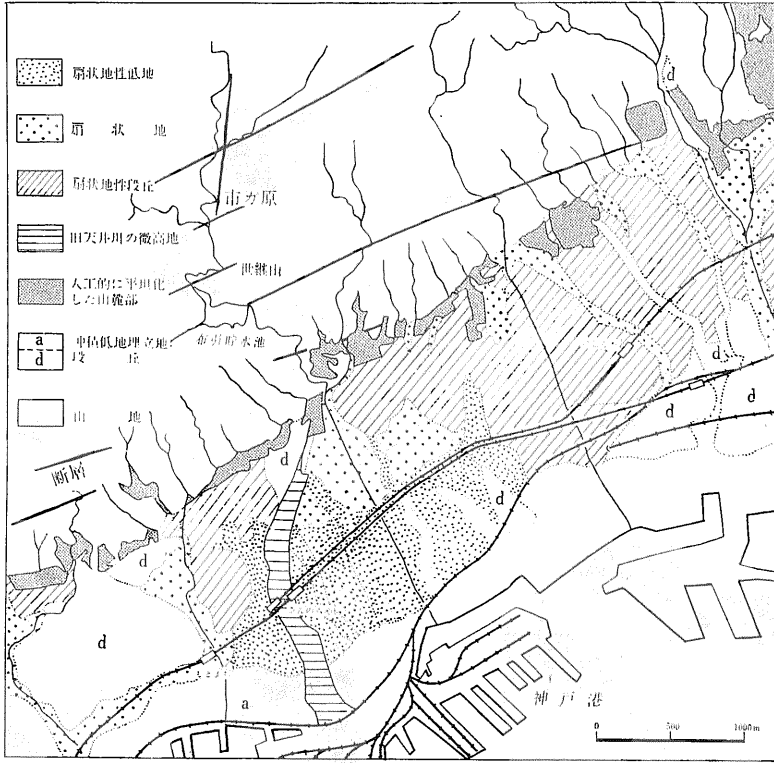 扇状地性低地
扇状地
扇状地性段丘
旧天井川の微高地
人工的に平坦化
した山麓部
a
d
沖積低地埋立地
段丘
山地
断層
市ガ原
世継山
布引貯水池
d
d
d
d
d
d
d
d
a
神戸港
0 500 1000m